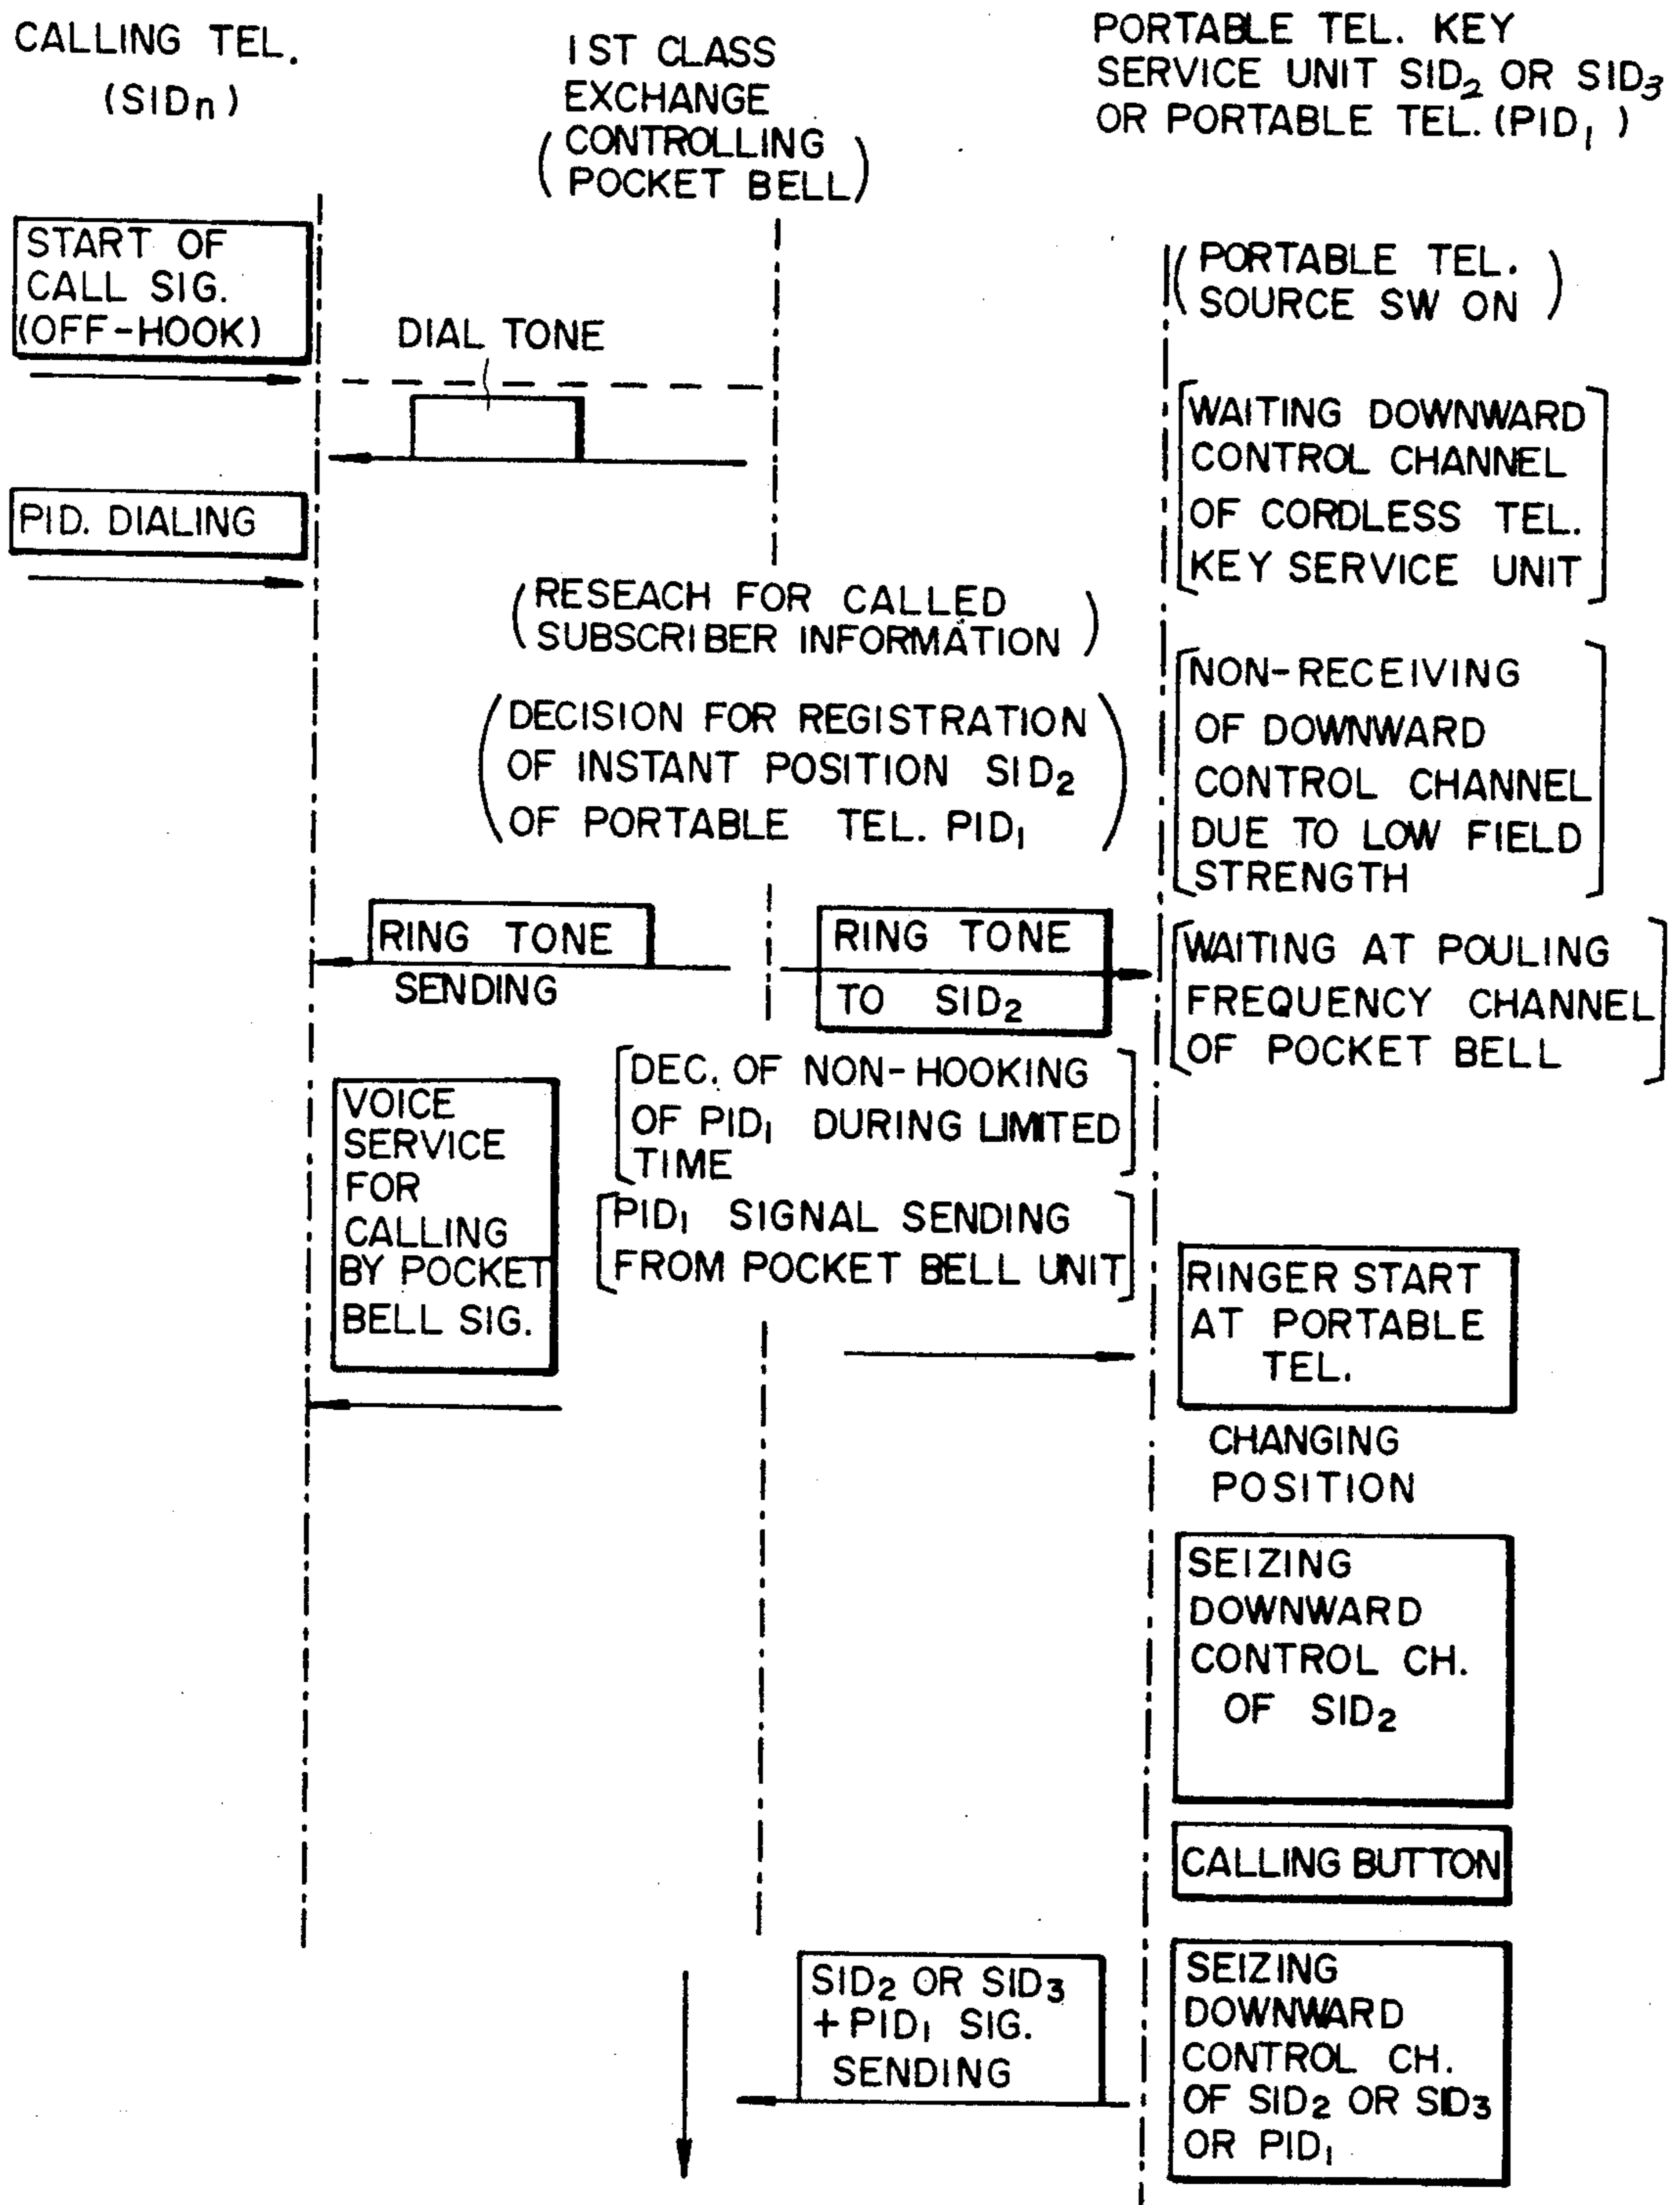 CALLING TEL.
(SIDn)
1ST CLASS
EXCHANGE
(CONTROLLING
POCKET BELL)
PORTABLE TEL. KEY
SERVICE UNIT SID₂ OR SID₃
OR PORTABLE TEL. (PID₁)
START OF
CALL SIG.
(OFF-HOOK)
DIAL TONE
(PORTABLE TEL.
SOURCE SW ON)
[WAITING DOWNWARD
CONTROL CHANNEL
OF CORDLESS TEL.
KEY SERVICE UNIT]
PID. DIALING
(RESEACH FOR CALLED
SUBSCRIBER INFORMATION)
(DECISION FOR REGISTRATION
OF INSTANT POSITION SID₂
OF PORTABLE TEL. PID₁)
[NON-RECEIVING
OF DOWNWARD
CONTROL CHANNEL
DUE TO LOW FIELD
STRENGTH]
RING TONE
SENDING
RING TONE
TO SID₂
[WAITING AT POULING
FREQUENCY CHANNEL
OF POCKET BELL]
[DEC. OF NON-HOOKING
OF PID₁ DURING LIMITED
TIME]
VOICE
SERVICE
FOR
CALLING
BY POCKET
BELL SIG.
[PID₁ SIGNAL SENDING
FROM POCKET BELL UNIT]
RINGER START
AT PORTABLE
TEL.
CHANGING
POSITION
SEIZING
DOWNWARD
CONTROL CH.
OF SID₂
CALLING BUTTON
SID₂ OR SID₃
+PID₁ SIG.
SENDING
SEIZING
DOWNWARD
CONTROL CH.
OF SID₂ OR SID₃
OR PID₁